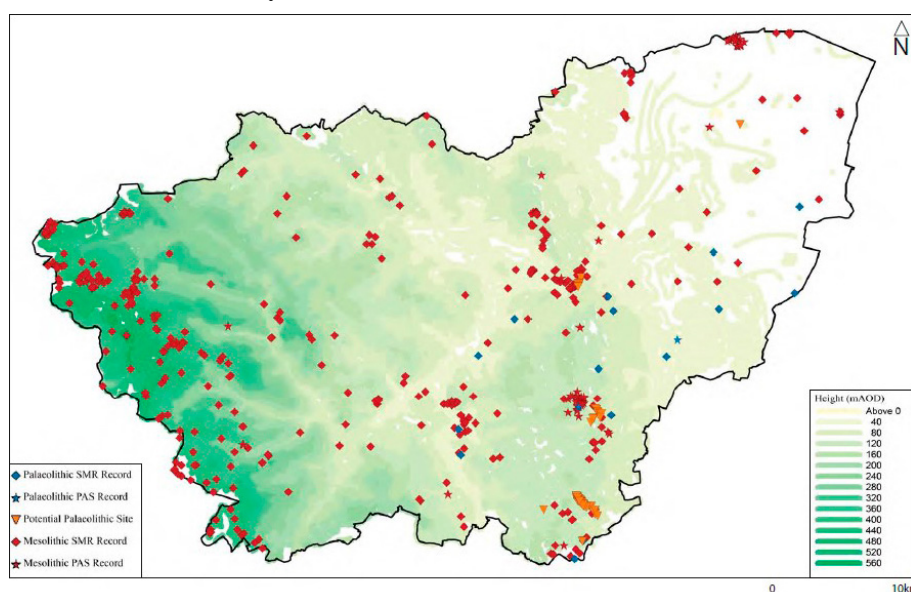 N
Palaeolithic SMR Record
Palaeolithic PAS Record
Potential Palaeolithic Site
Mesolithic SMR Record
Mesolithic PAS Record
Height (mAOD)
Above 0
40
80
120
160
200
240
280
320
360
400
440
480
520
560
0